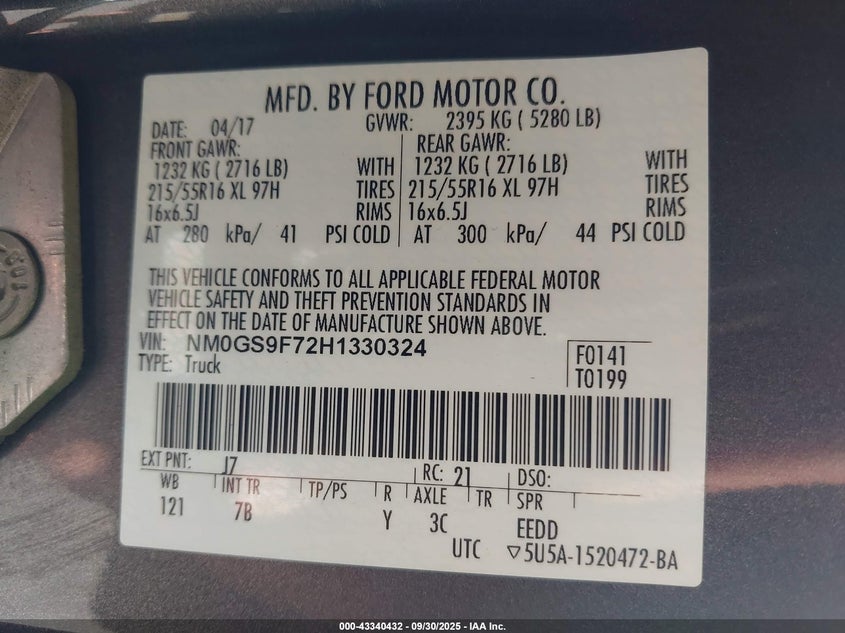 MFD. BY FORD MOTOR CO.
DATE: 04/17 GVWR: 2395 KG ( 5280 LB)
FRONT GAWR: REAR GAWR:
1232 KG ( 2716 LB) WITH 1232 KG ( 2716 LB) WITH
215/55R16 XL 97H TIRES 215/55R16 XL 97H TIRES
16x6.5J RIMS 16x6.5J RIMS
AT 280 kPa/ 41 PSI COLD AT 300 kPa/ 44 PSI COLD
THIS VEHICLE CONFORMS TO ALL APPLICABLE FEDERAL MOTOR
VEHICLE SAFETY AND THEFT PREVENTION STANDARDS IN
EFFECT ON THE DATE OF MANUFACTURE SHOWN ABOVE.
VIN: NM0GS9F72H1330324
TYPE: Truck
F0141
T0199
EXT PNT: J7 RC: 21 DSO:
WB INT TR TP/PS R AXLE TR SPR
121 7B Y 3C EEDD
UTC ▽5U5A-1520472-BA
000-43340432 - 09/30/2025 - IAA Inc.